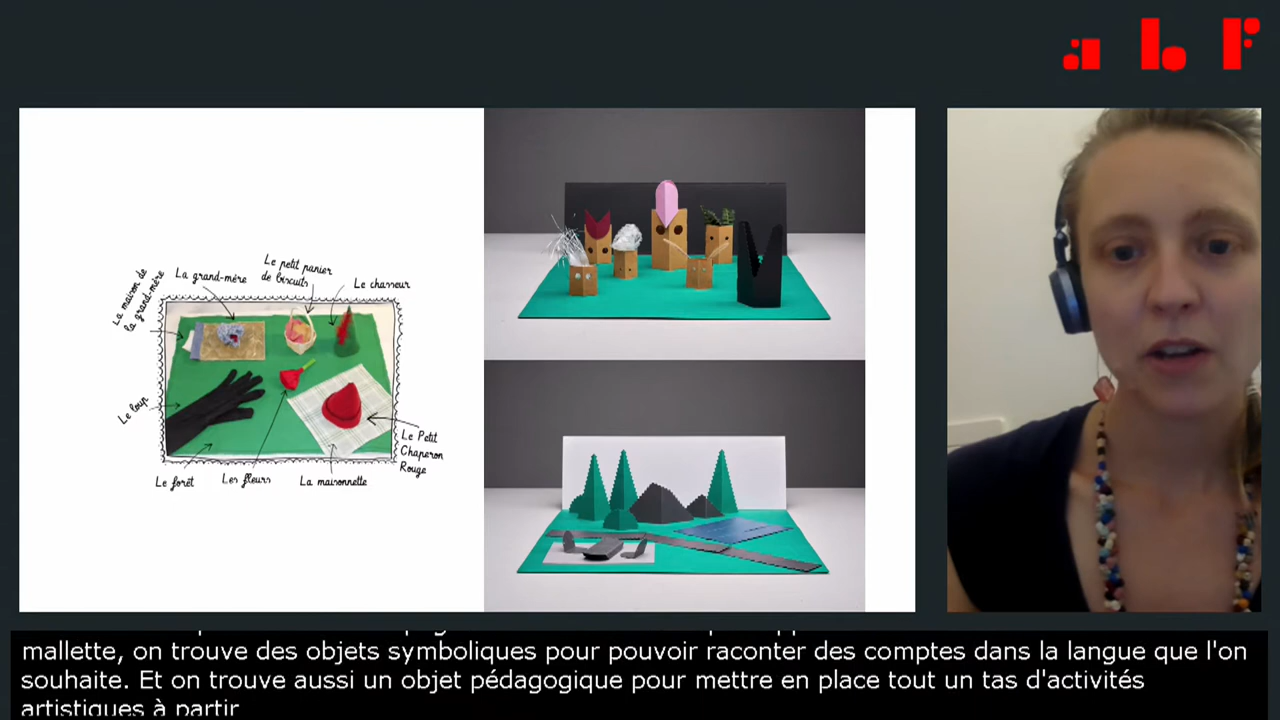 abF
La maison de
la grand-mère
La grand-mère
Le petit panier
de biscuits
Le chasseur
Le loup
Le Petit
Chaperon
Rouge
Le forêt
Les fleurs
La maisonnette
mallette, on trouve des objets symboliques pour pouvoir raconter des comptes dans la langue que l'on
souhaite. Et on trouve aussi un objet pédagogique pour mettre en place tout un tas d'activités
artistiques à partir